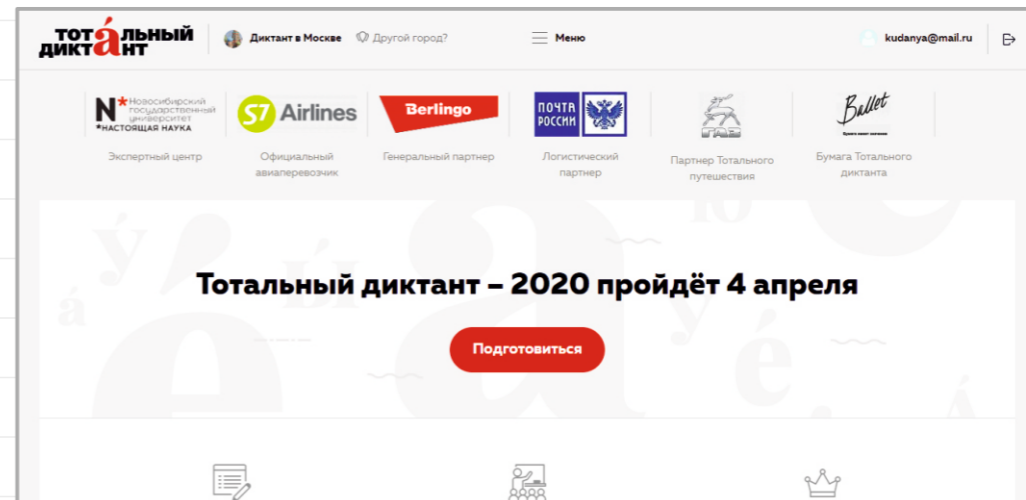 тота́льный
диктант
Диктант в Москве
Другой город?
Меню
kudanya@mail.ru
N*
Новосибирский
государственный
университет
*НАСТОЯЩАЯ НАУКА
S7 Airlines
Berlingo
ПОЧТА
РОССИИ
ГАЗ
Ballet
Экспертный центр
Официальный
авиаперевозчик
Генеральный партнер
Логистический
партнер
Партнер Тотального
путешествия
Бумага Тотального
диктанта
Тотальный диктант – 2020 пройдёт 4 апреля
Подготовиться